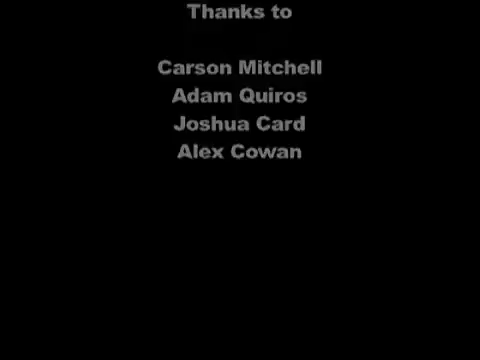 Thanks to
Carson Mitchell
Adam Quiros
Joshua Card
Alex Cowan